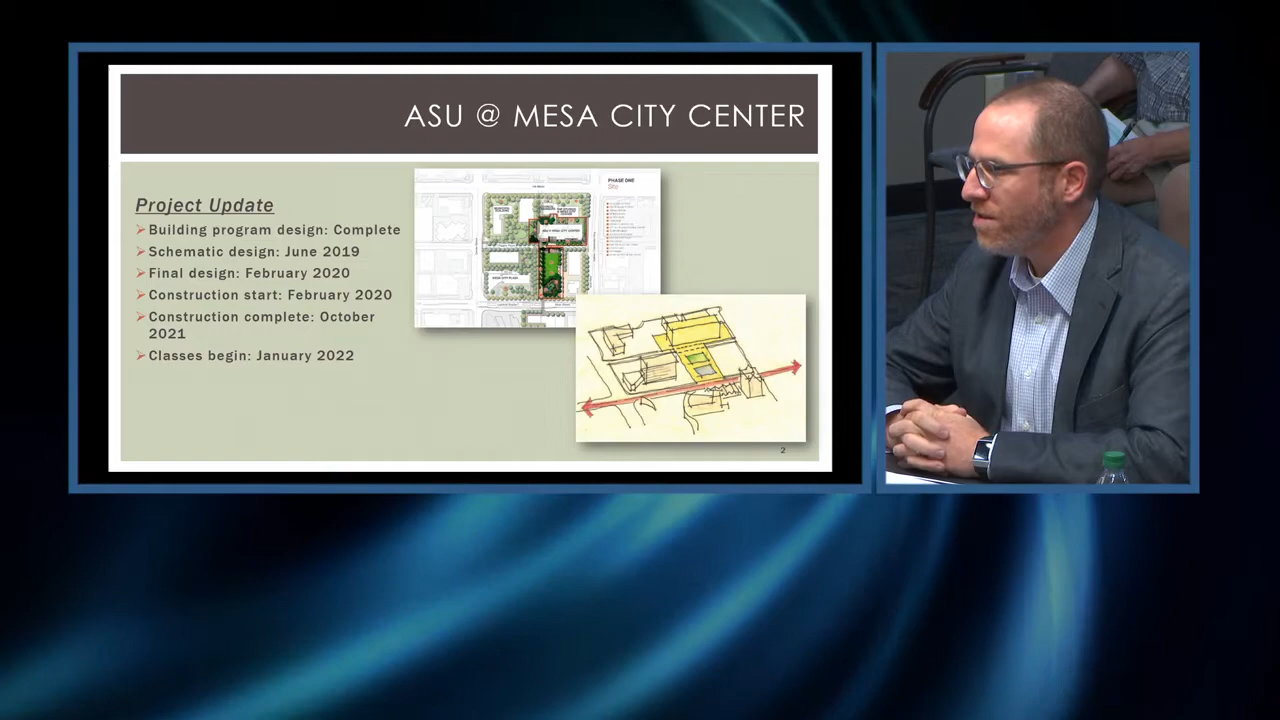 ASU @ MESA CITY CENTER
Project Update
Building program design: Complete
Schematic design: June 2019
Final design: February 2020
Construction start: February 2020
Construction complete: October
2021
Classes begin: January 2022
PHASE ONE
2